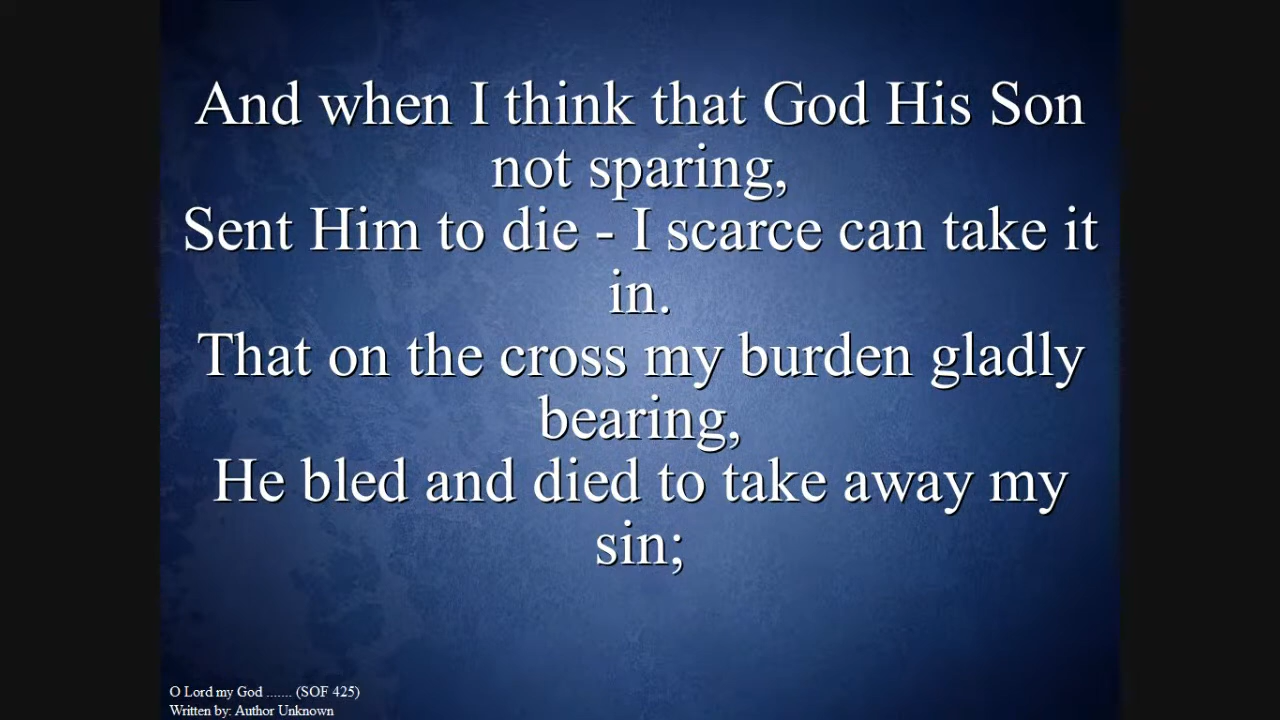 And when I think that God His Son
not sparing,
Sent Him to die - I scarce can take it
in.
That on the cross my burden gladly
bearing,
He bled and died to take away my
sin;
O Lord my God ....... (SOF 425)
Written by: Author Unknown